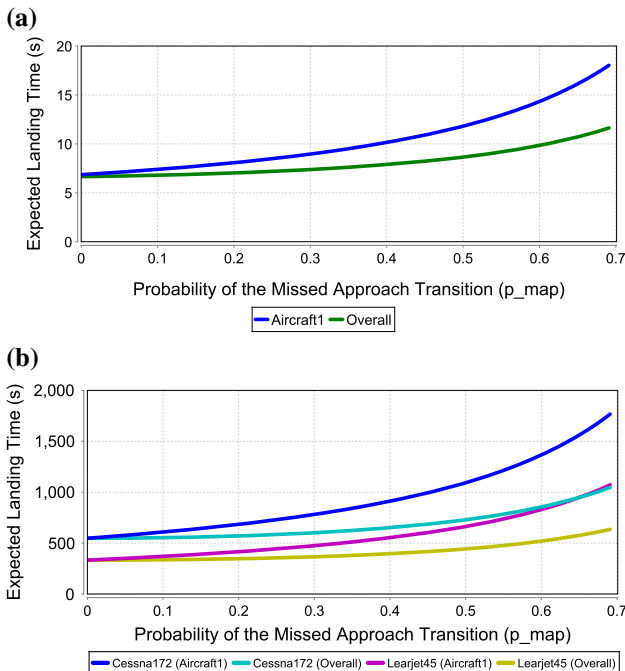 (a)
Expected Landing Time (s)
20
15
10
5
0
0 0.1 0.2 0.3 0.4 0.5 0.6 0.7
Probability of the Missed Approach Transition (p_map)
Aircraft1 Overall
(b)
Expected Landing Time (s)
2,000
1,500
1,000
500
0
0 0.1 0.2 0.3 0.4 0.5 0.6 0.7
Probability of the Missed Approach Transition (p_map)
Cessna172 (Aircraft1) Cessna172 (Overall) Learjet45 (Aircraft1) Learjet45 (Overall)